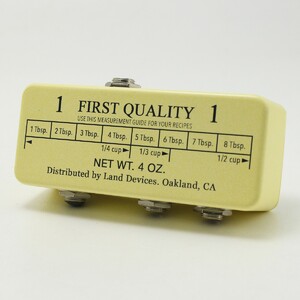 1 FIRST QUALITY 1
USE THIS MEASUREMENT GUIDE FOR YOUR RECIPES
1 Tbsp. 2 Tbsp. 3 Tbsp. 4 Tbsp. 5 Tbsp. 6 Tbsp. 7 Tbsp. 8 Tbsp.
1/4 cup 1/3 cup 1/2 cup
NET WT. 4 OZ.
Distributed by Land Devices. Oakland, CA